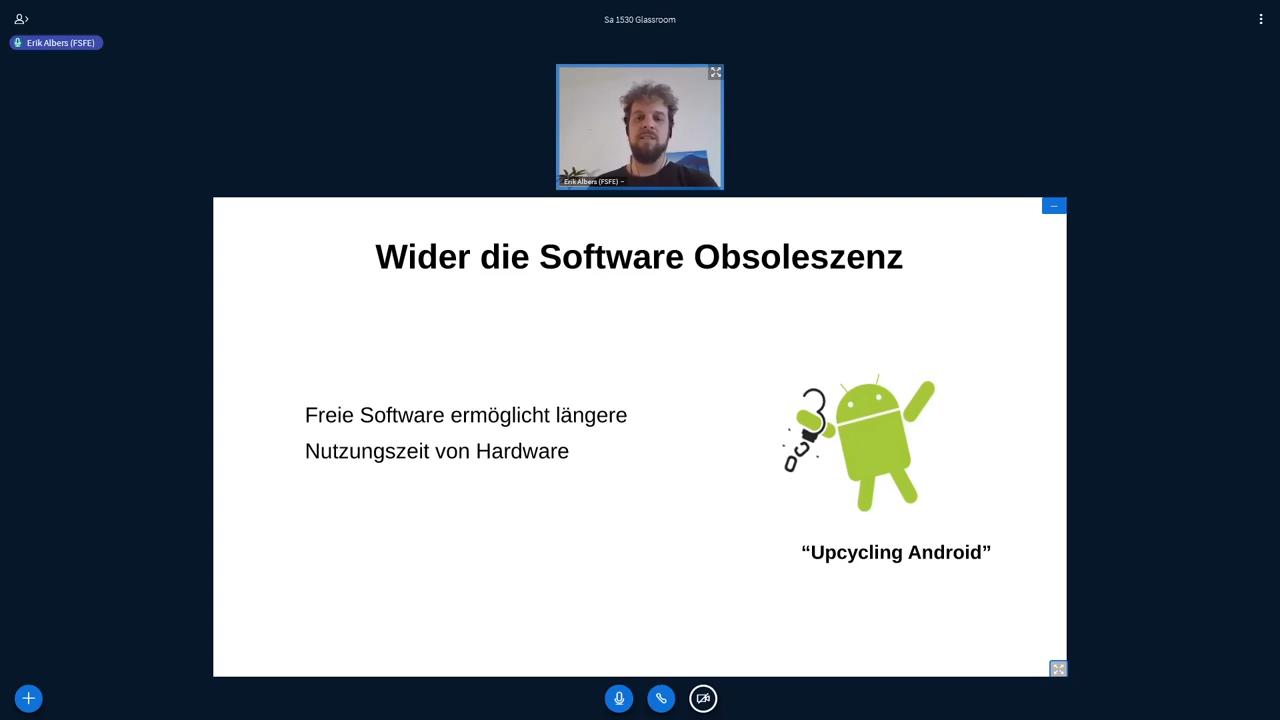 Sa 1530 Glassroom
Erik Albers (FSFE)
Erik Albers (FSFE)
Wider die Software Obsoleszenz
Freie Software ermöglicht längere
Nutzungszeit von Hardware
“Upcycling Android”